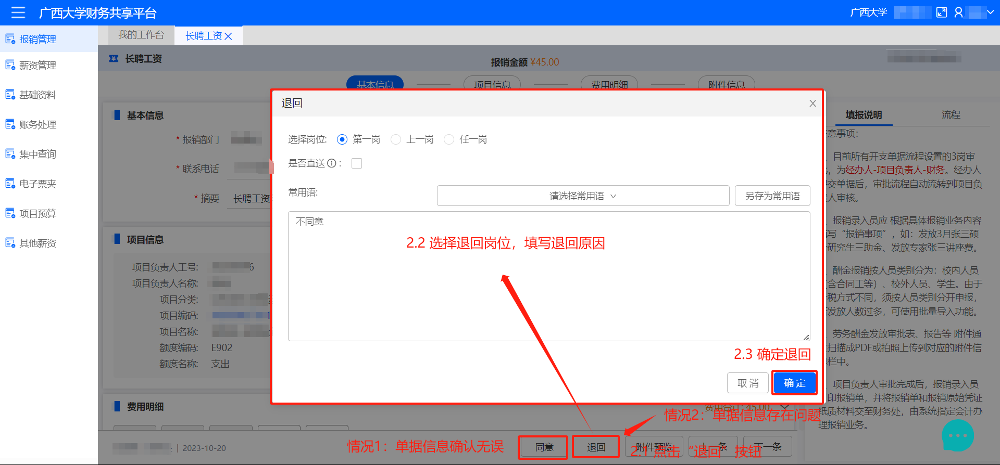 广西大学财务共享平台
广西大学
报销管理
薪资管理
基础资料
账务处理
集中查询
电子票夹
项目预算
其他薪资
我的工作台
长聘工资
长聘工资
报销金额 ¥45.00
基本信息
项目信息
费用明细
附件信息
基本信息
* 报销部门
* 联系电话
* 摘要
长聘工资
项目信息
项目负责人工号:
6
项目负责人名称:
项目分类:
项目编码:
项目名称:
额度编码: E902
额度名称: 支出
费用明细
费用合计: 45.00
| 2023-10-20
退回
选择岗位: 第一岗 上一岗 任一岗
是否直送 :
常用语:
请选择常用语
另存为常用语
不同意
2.2 选择退回岗位，填写退回原因
2.3 确定退回
取 消
确 定
情况2：单据信息存在问题
情况1：单据信息确认无误
同意
退回
附件预览
上一条
下一条
2.1 点击“退回”按钮
填报说明
流程
意事项：
目前所有开支单据流程设置的3岗审
，为经办人-项目负责人-财务。经办人
交单据后，审批流程自动流转到项目负
人审核。
报销录入员应 根据具体报销业务内容
写“报销事项”，如：发放3月张三硕
研究生三助金、发放专家张三讲座费。
酬金报销按人员类别分为：校内人员
含合同工等）、校外人员、学生。由于
税方式不同，须按人员类别分开申报，
发放人数过多，可使用批量导入功能。
劳务酬金发放审批表、报告等 附件通
扫描成PDF或拍照上传到对应的附件信
栏中。
项目负责人审批完成后，报销录入员
印报销单，并将报销单和报销原始凭证
纸质材料交至财务处，由系统指定会计办
理报销业务。